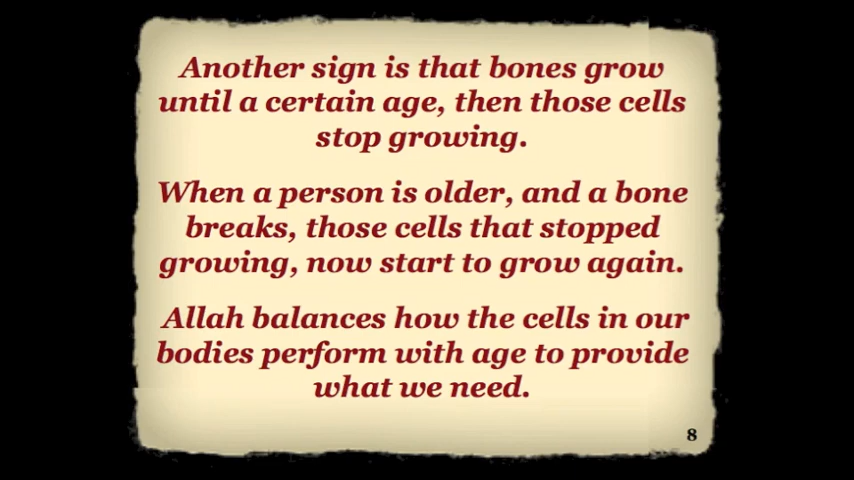 Another sign is that bones grow
until a certain age, then those cells
stop growing.
When a person is older, and a bone
breaks, those cells that stopped
growing, now start to grow again.
Allah balances how the cells in our
bodies perform with age to provide
what we need.
8